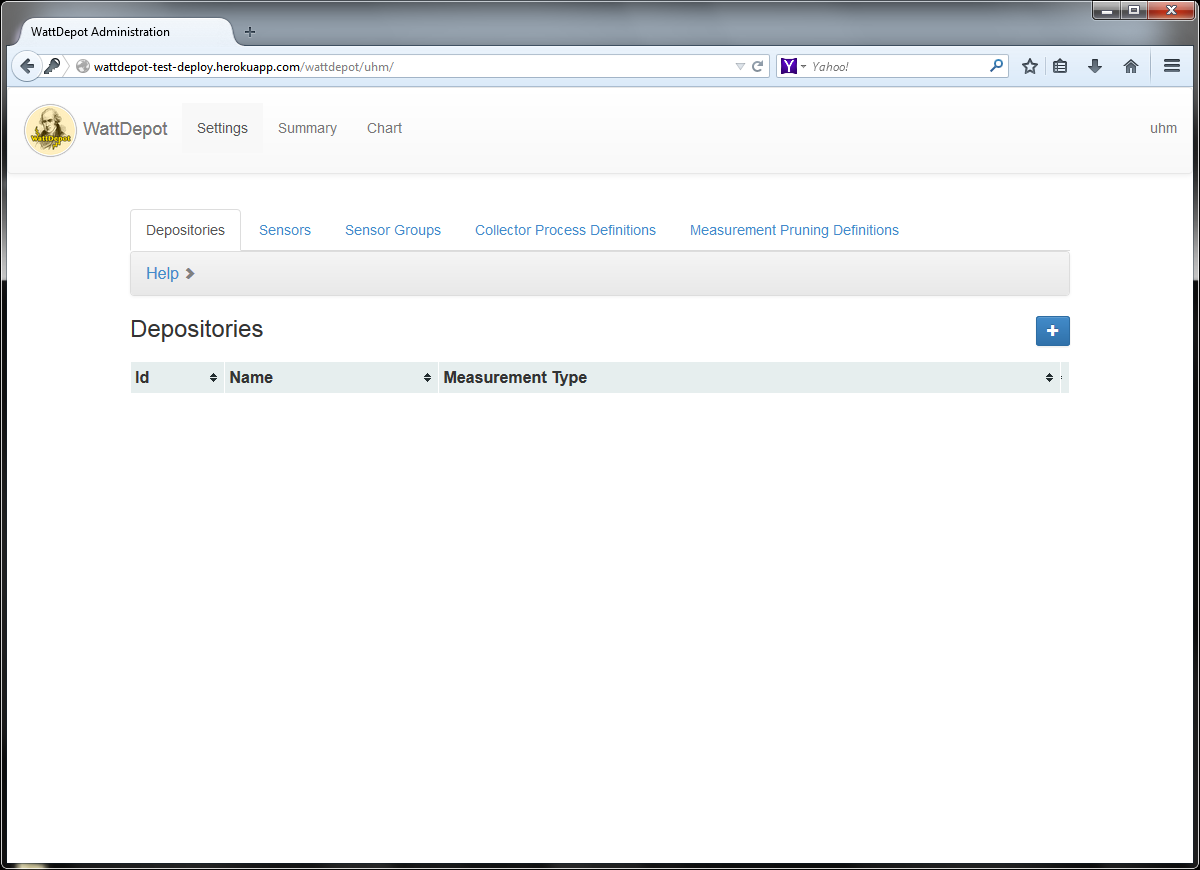 WattDepot Administration
wattdepot-test-deploy.herokuapp.com/wattdepot/uhm/
Y Yahoo!
WattDepot
WattDepot Settings Summary Chart uhm
Depositories Sensors Sensor Groups Collector Process Definitions Measurement Pruning Definitions
Help
Depositories
+
Id Name Measurement Type